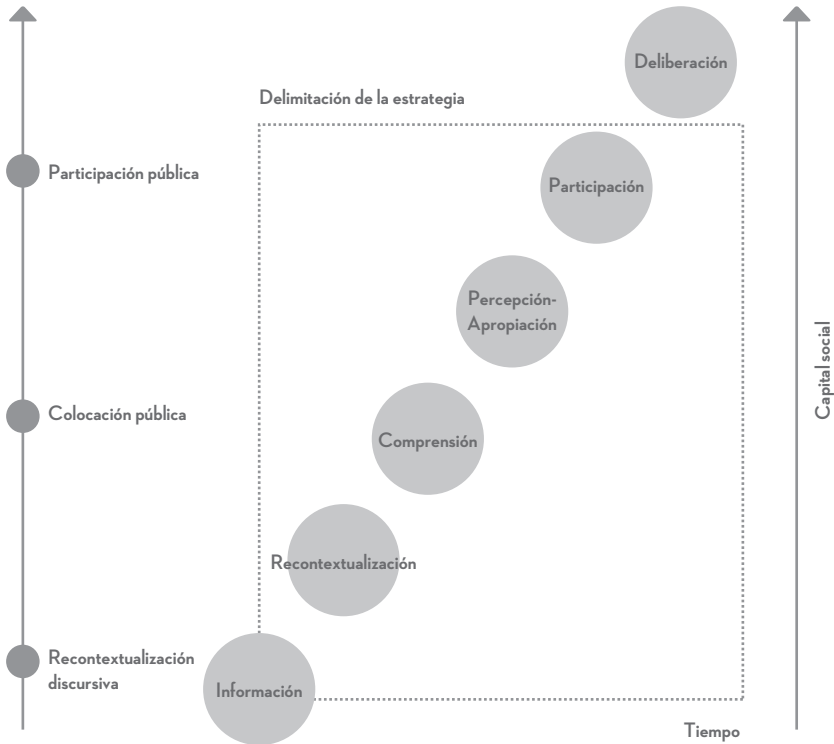 Deliberación
Delimitación de la estrategia
Participación pública
Participación
Percepción-
Apropiación
Capital social
Colocación pública
Comprensión
Recontextualización
Recontextualización
discursiva
Información
Tiempo